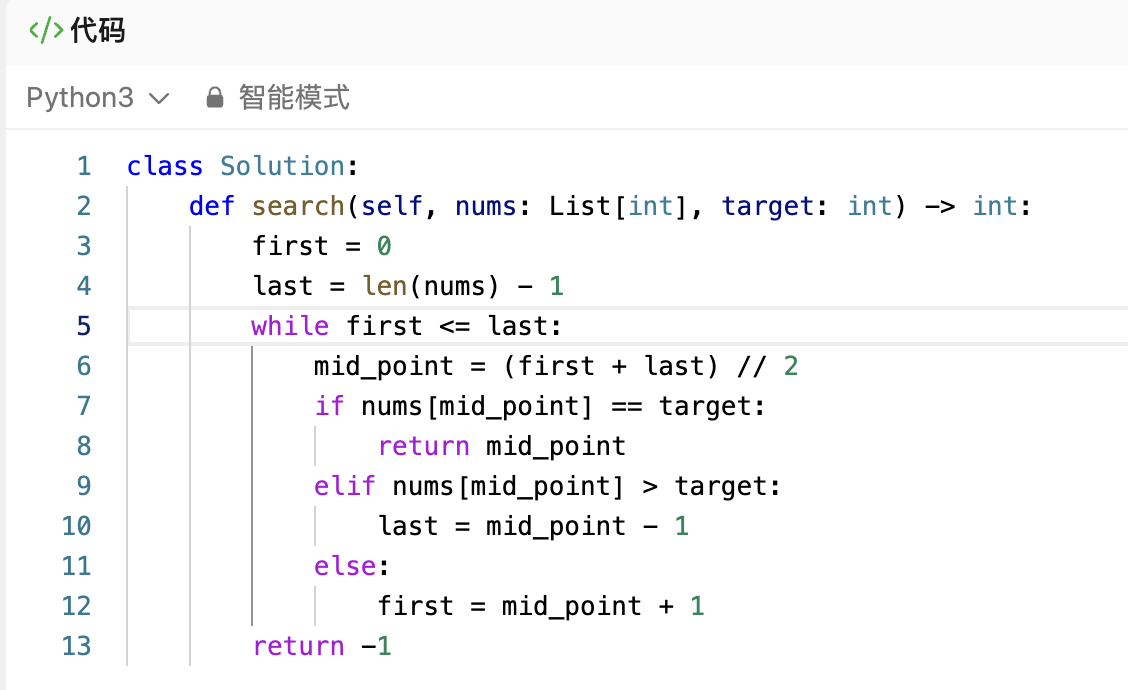 </> 代码
Python3 智能模式
1 class Solution:
2     def search(self, nums: List[int], target: int) -> int:
3         first = 0
4         last = len(nums) - 1
5         while first <= last:
6             mid_point = (first + last) // 2
7             if nums[mid_point] == target:
8                 return mid_point
9             elif nums[mid_point] > target:
10                 last = mid_point - 1
11             else:
12                 first = mid_point + 1
13         return -1